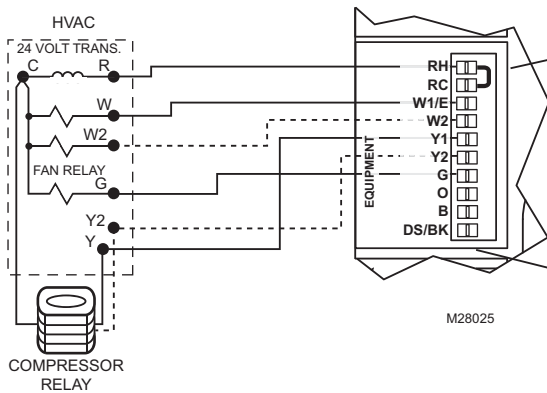 HVAC
24 VOLT TRANS.
C
R
W
W2
FAN RELAY
G
Y2
Y
COMPRESSOR
RELAY
EQUIPMENT
RH
RC
W1/E
W2
Y1
Y2
G
O
B
DS/BK
M28025